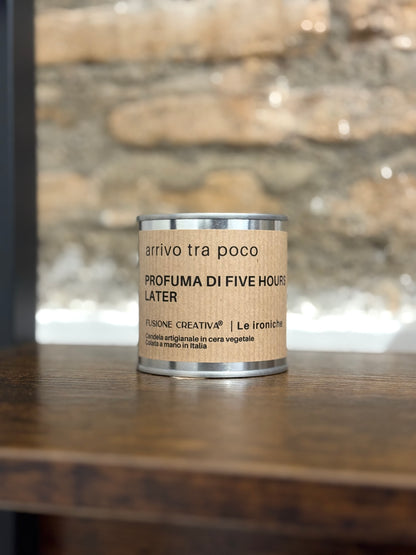 arrivo tra poco
PROFUMA DI FIVE HOURS
LATER
FUSIONE CREATIVA® | Le ironiche
Candela artigianale in cera vegetale
Colata a mano in Italia